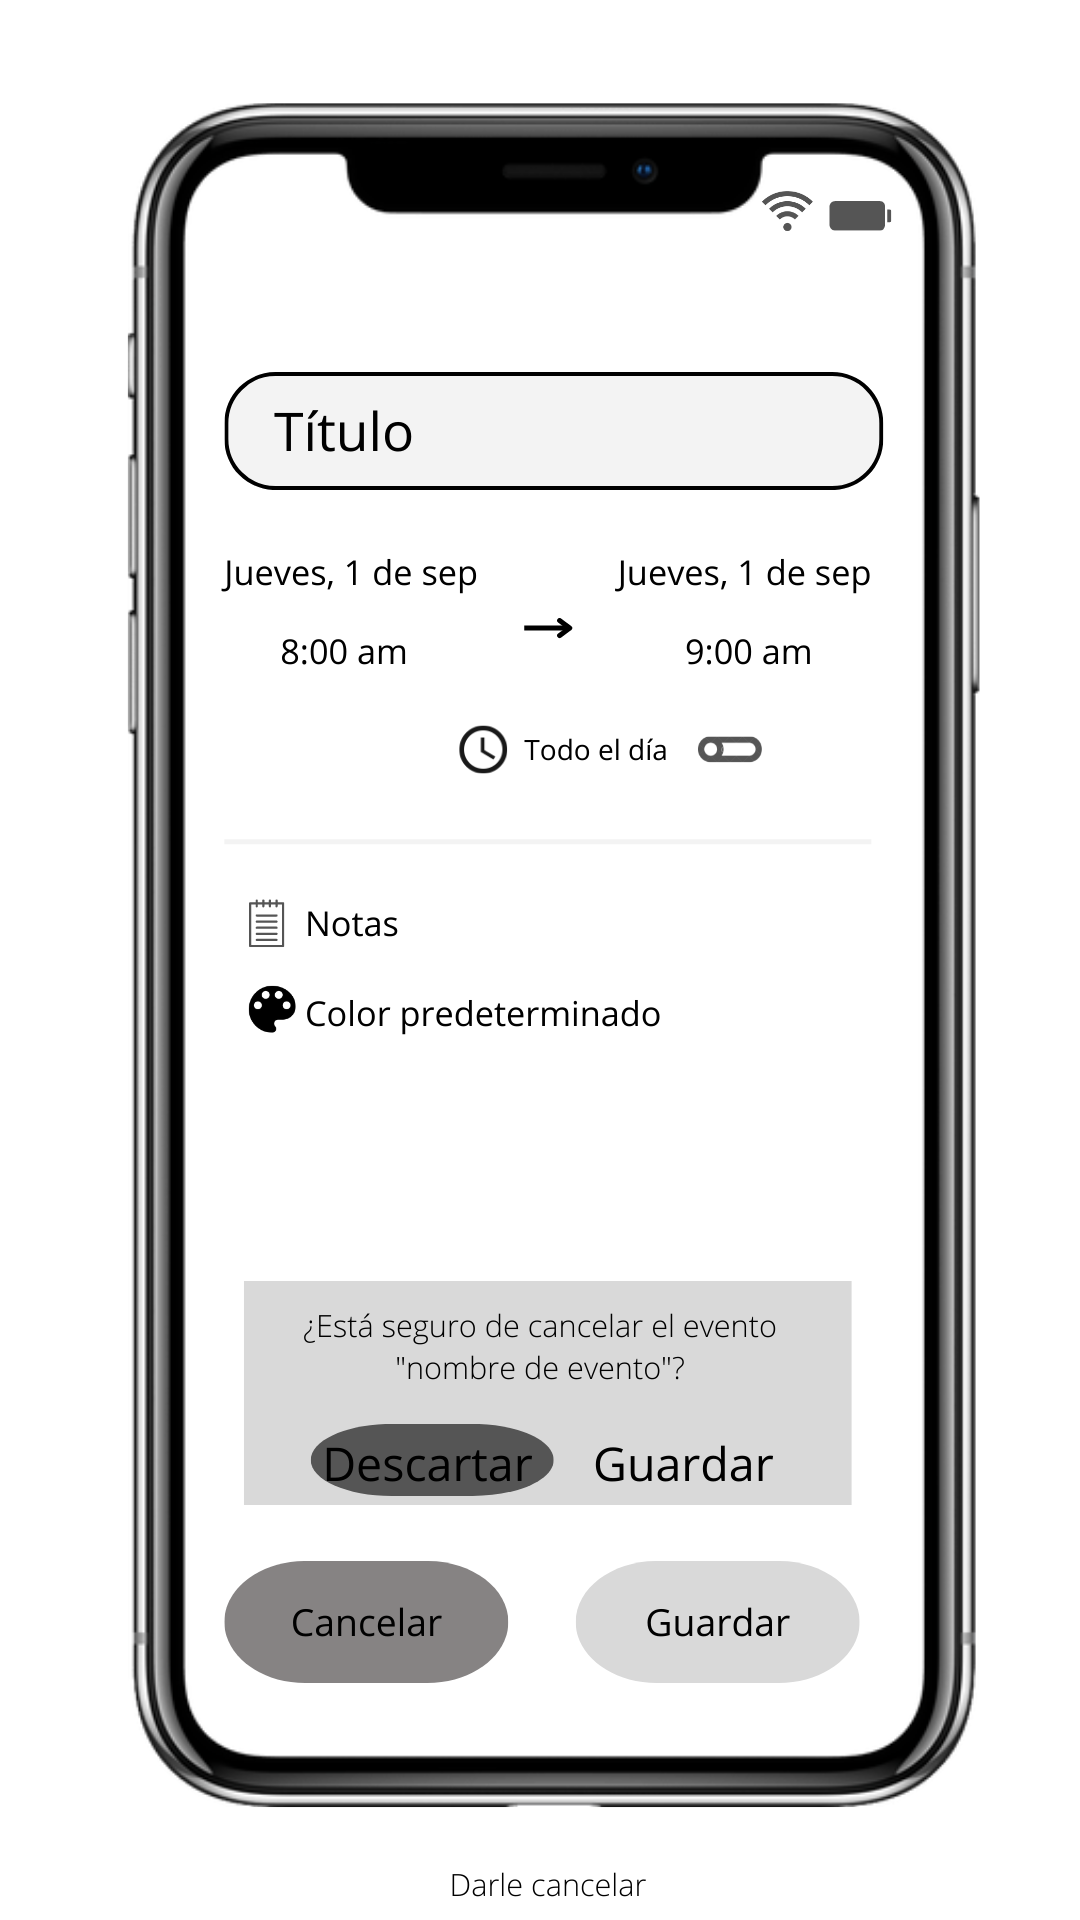 Título
Jueves, 1 de sep
Jueves, 1 de sep
8:00 am
9:00 am
Todo el día
Notas
Color predeterminado
¿Está seguro de cancelar el evento
"nombre de evento"?
Descartar
Guardar
Cancelar
Guardar
Darle cancelar